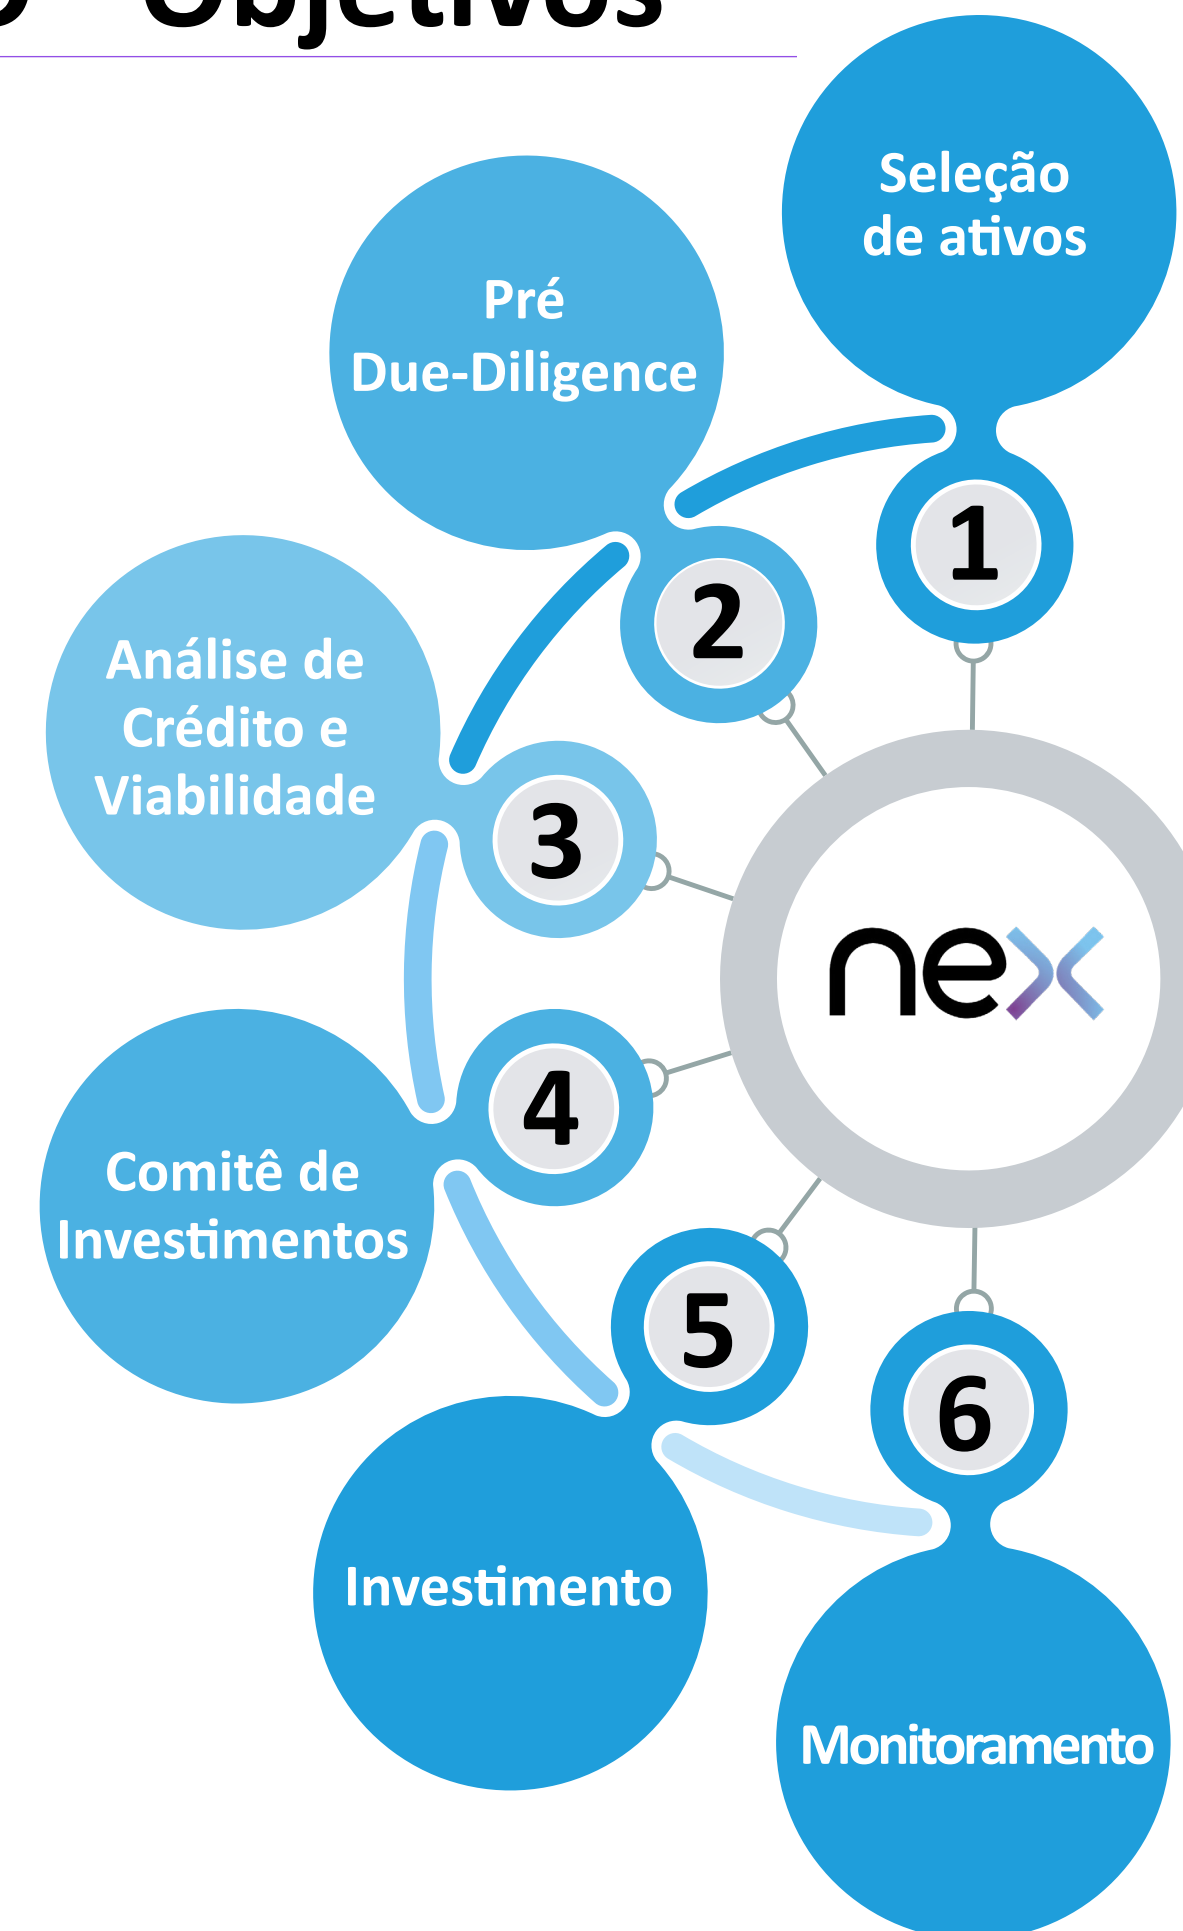 Objetivos
Seleção
de ativos
1
Pré
Due-Diligence
2
Análise de
Crédito e
Viabilidade
3
nex
Comitê de
Investimentos
4
5
Investimento
6
Monitoramento